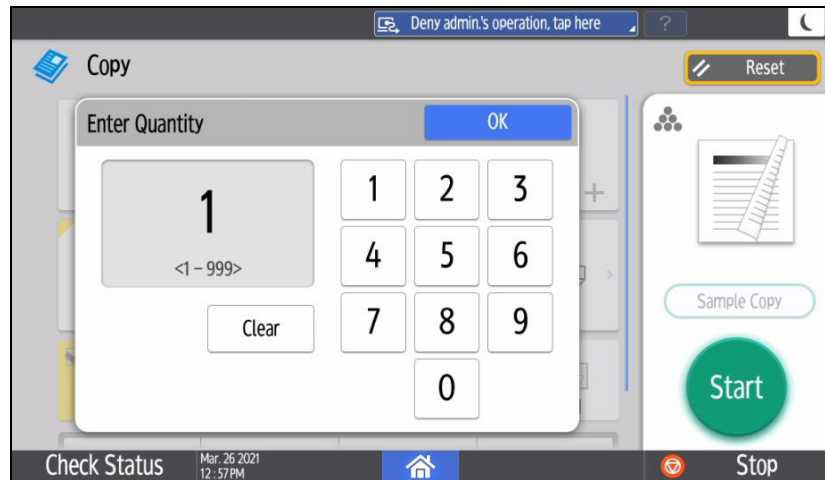 Deny admin.'s operation, tap here
?
Copy
Reset
Enter Quantity
OK
1
<1 – 999>
Clear
1 2 3
4 5 6
7 8 9
0
Sample Copy
Start
Check Status
Mar. 26 2021
12:57PM
Stop